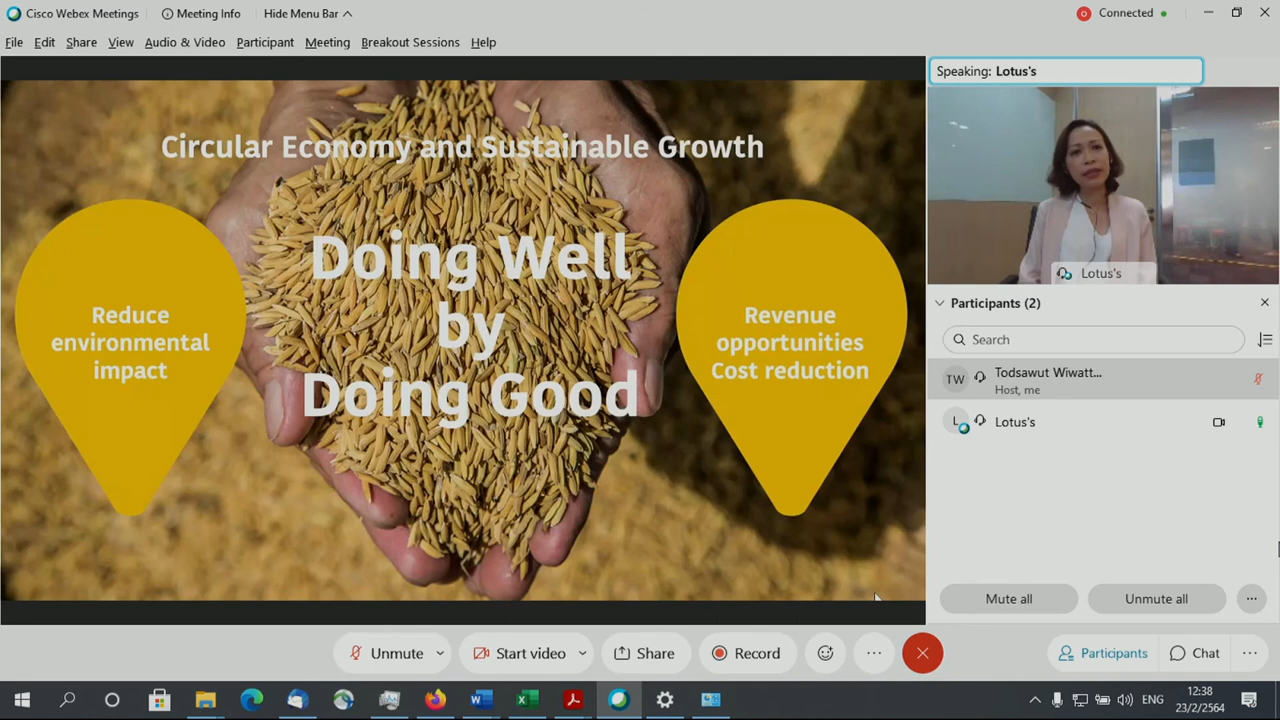 Cisco Webex Meetings
Meeting Info
Hide Menu Bar
Connected
File Edit Share View Audio & Video Participant Meeting Breakout Sessions Help
Circular Economy and Sustainable Growth
Doing Well
by
Doing Good
Reduce
environmental
impact
Revenue
opportunities
Cost reduction
Speaking: Lotus's
Lotus's
Participants (2)
Search
TW
Todsawut Wiwatt...
Host, me
L
Lotus's
Mute all
Unmute all
Unmute
Start video
Share
Record
Participants
Chat
ENG
12:38
23/2/2564